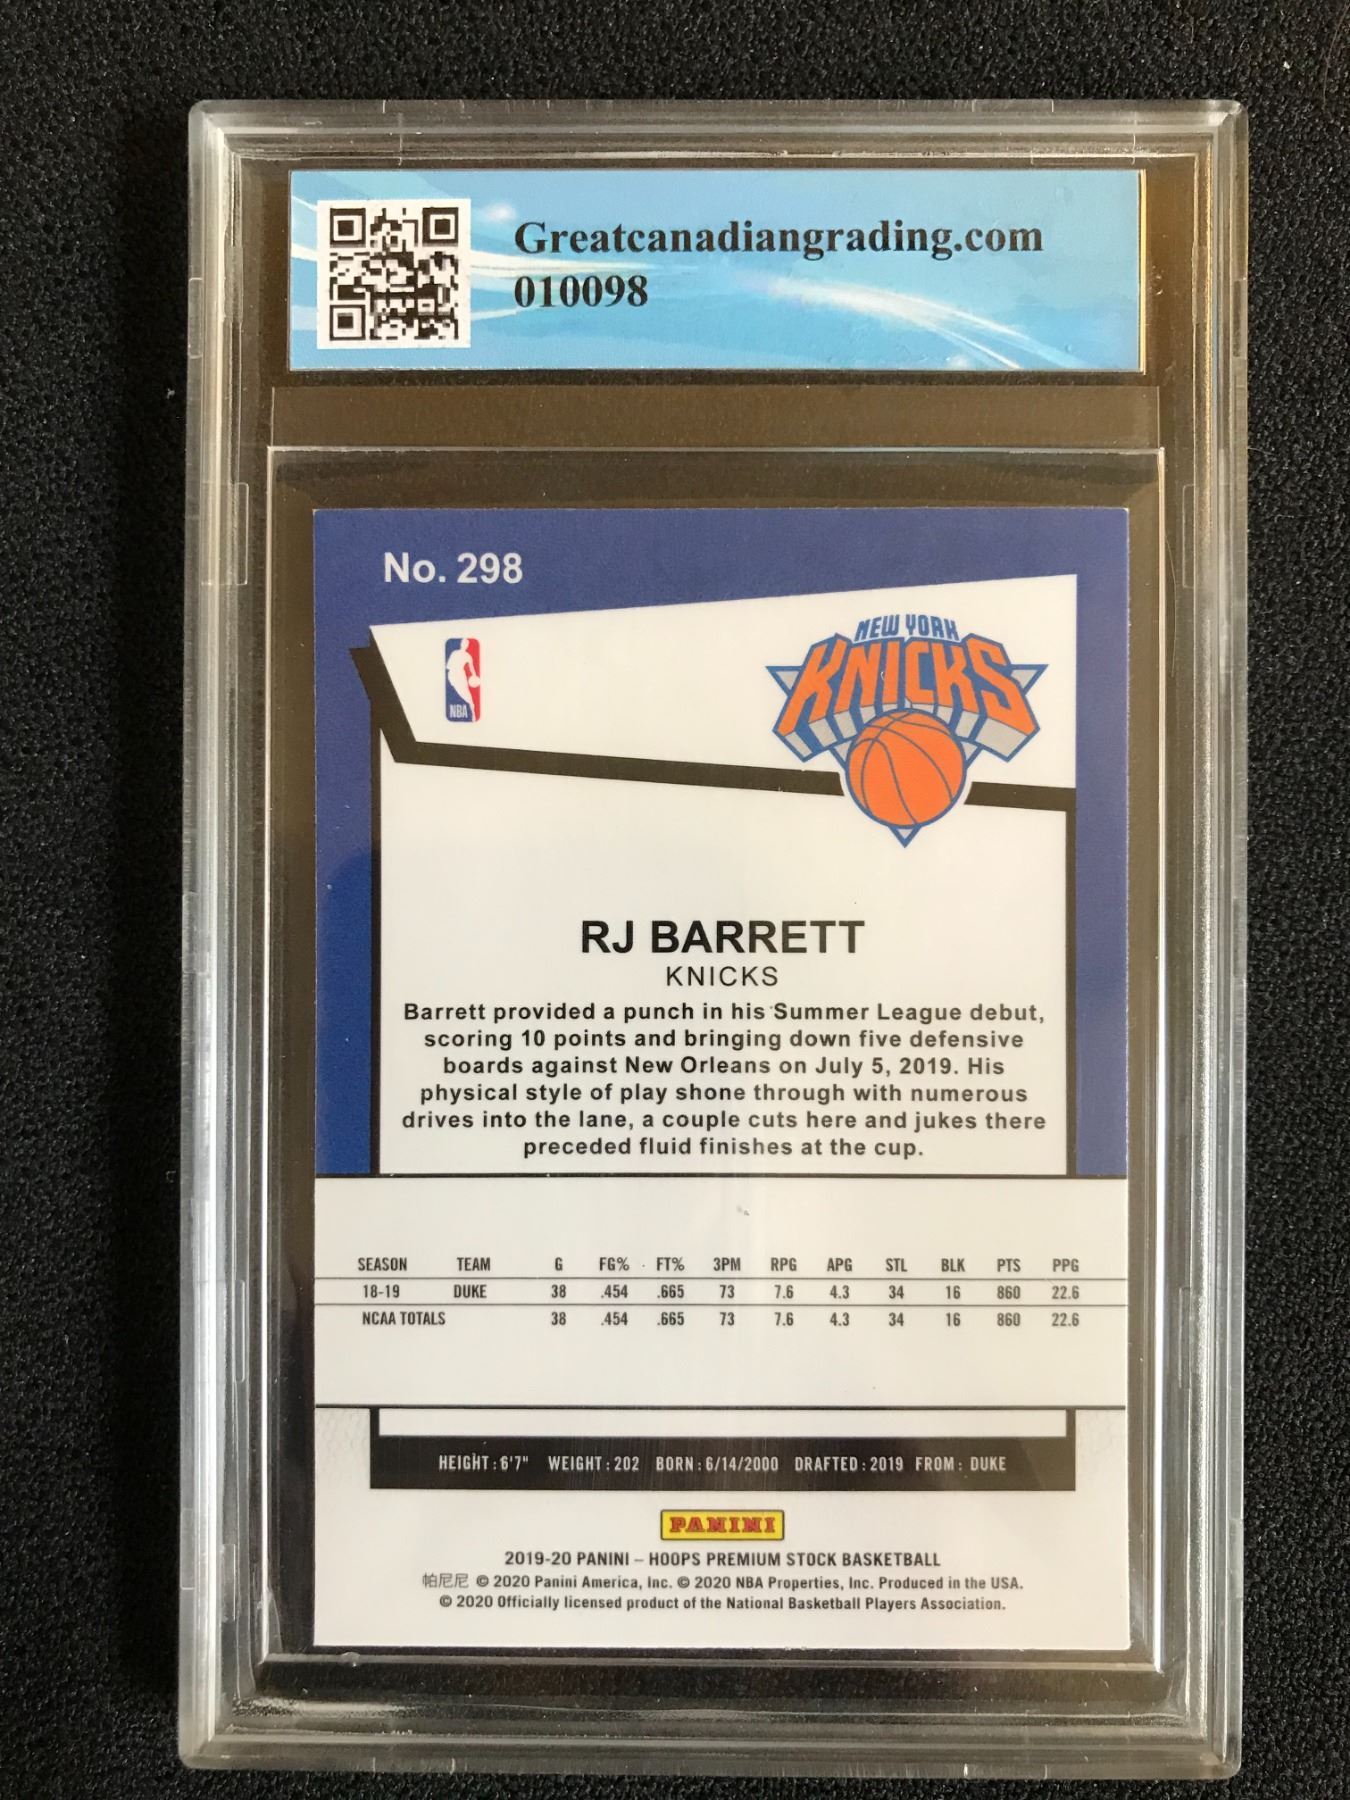 Greatcanadiangrading.com
010098
No. 298
NBA
NEW YORK
KNICKS
RJ BARRETT
KNICKS
Barrett provided a punch in his Summer League debut,
scoring 10 points and bringing down five defensive
boards against New Orleans on July 5, 2019. His
physical style of play shone through with numerous
drives into the lane, a couple cuts here and jukes there
preceded fluid finishes at the cup.
SEASON TEAM G FG% FT% 3PM RPG APG STL BLK PTS PPG
18-19 DUKE 38 .454 .665 73 7.6 4.3 34 16 860 22.6
NCAA TOTALS 38 .454 .665 73 7.6 4.3 34 16 860 22.6
HEIGHT: 6'7" WEIGHT: 202 BORN: 6/14/2000 DRAFTED: 2019 FROM: DUKE
PANINI
2019-20 PANINI – HOOPS PREMIUM STOCK BASKETBALL
帕尼尼 © 2020 Panini America, Inc. © 2020 NBA Properties, Inc. Produced in the USA.
© 2020 Officially licensed product of the National Basketball Players Association.